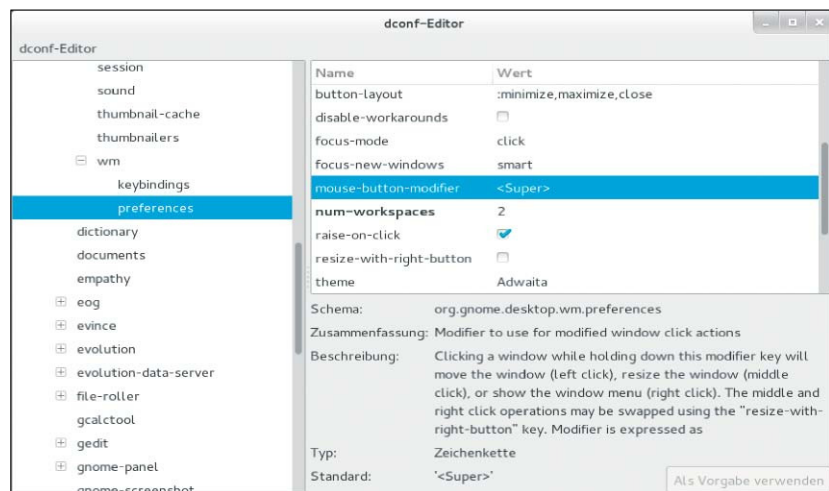 dconf-Editor
dconf-Editor
session
sound
thumbnail-cache
thumbnailers
wm
keybindings
preferences
dictionary
documents
empathy
eog
evince
evolution
evolution-data-server
file-roller
gcalctool
gedit
gnome-panel
gnome-screenshot
Name Wert
button-layout :minimize,maximize,close
disable-workarounds
focus-mode click
focus-new-windows smart
mouse-button-modifier <Super>
num-workspaces 2
raise-on-click
resize-with-right-button
theme Adwaita
Schema: org.gnome.desktop.wm.preferences
Zusammenfassung: Modifier to use for modified window click actions
Beschreibung: Clicking a window while holding down this modifier key will
move the window (left click), resize the window (middle
click), or show the window menu (right click). The middle and
right click operations may be swapped using the "resize-with-
right-button" key. Modifier is expressed as
Typ: Zeichenkette
Standard: '<Super>'
Als Vorgabe verwenden